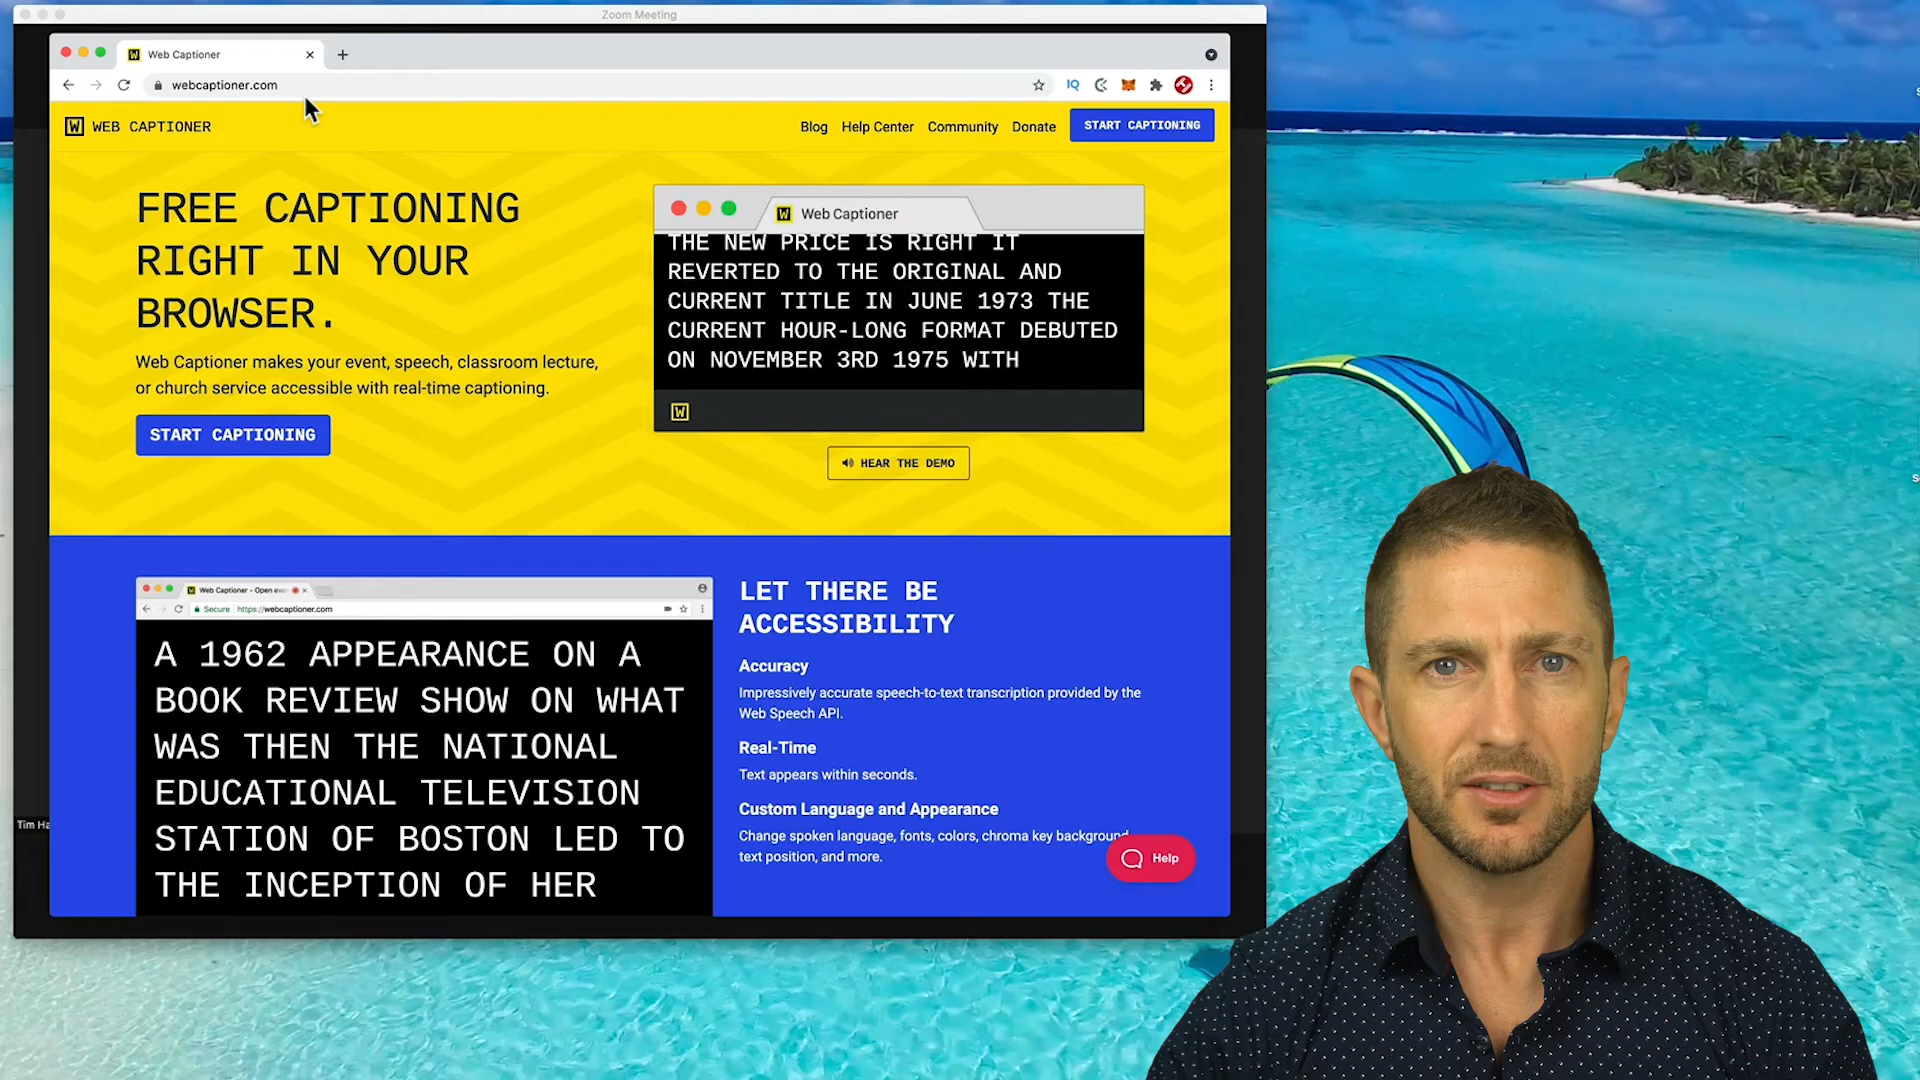 Zoom Meeting
Web Captioner
webcaptioner.com
IQ
W WEB CAPTIONER
Blog Help Center Community Donate START CAPTIONING
FREE CAPTIONING
RIGHT IN YOUR
BROWSER.
Web Captioner makes your event, speech, classroom lecture,
or church service accessible with real-time captioning.
START CAPTIONING
W Web Captioner
THE NEW PRICE IS RIGHT IT
REVERTED TO THE ORIGINAL AND
CURRENT TITLE IN JUNE 1973 THE
CURRENT HOUR-LONG FORMAT DEBUTED
ON NOVEMBER 3RD 1975 WITH
W
HEAR THE DEMO
Web Captioner - Open
Secure https://webcaptioner.com
A 1962 APPEARANCE ON A
BOOK REVIEW SHOW ON WHAT
WAS THEN THE NATIONAL
EDUCATIONAL TELEVISION
STATION OF BOSTON LED TO
THE INCEPTION OF HER
LET THERE BE
ACCESSIBILITY
Accuracy
Impressively accurate speech-to-text transcription provided by the
Web Speech API.
Real-Time
Text appears within seconds.
Custom Language and Appearance
Change spoken language, fonts, colors, chroma key background,
text position, and more.
Help
Tim Ha